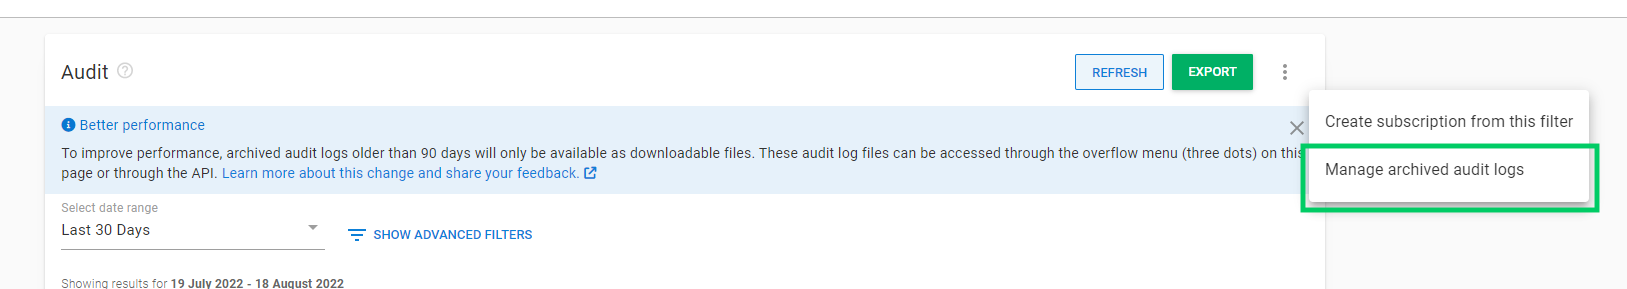 Audit
REFRESH
EXPORT
Better performance
To improve performance, archived audit logs older than 90 days will only be available as downloadable files. These audit log files can be accessed through the overflow menu (three dots) on this
page or through the API. Learn more about this change and share your feedback.
Create subscription from this filter
Manage archived audit logs
Select date range
Last 30 Days
SHOW ADVANCED FILTERS
Showing results for 19 July 2022 - 18 August 2022